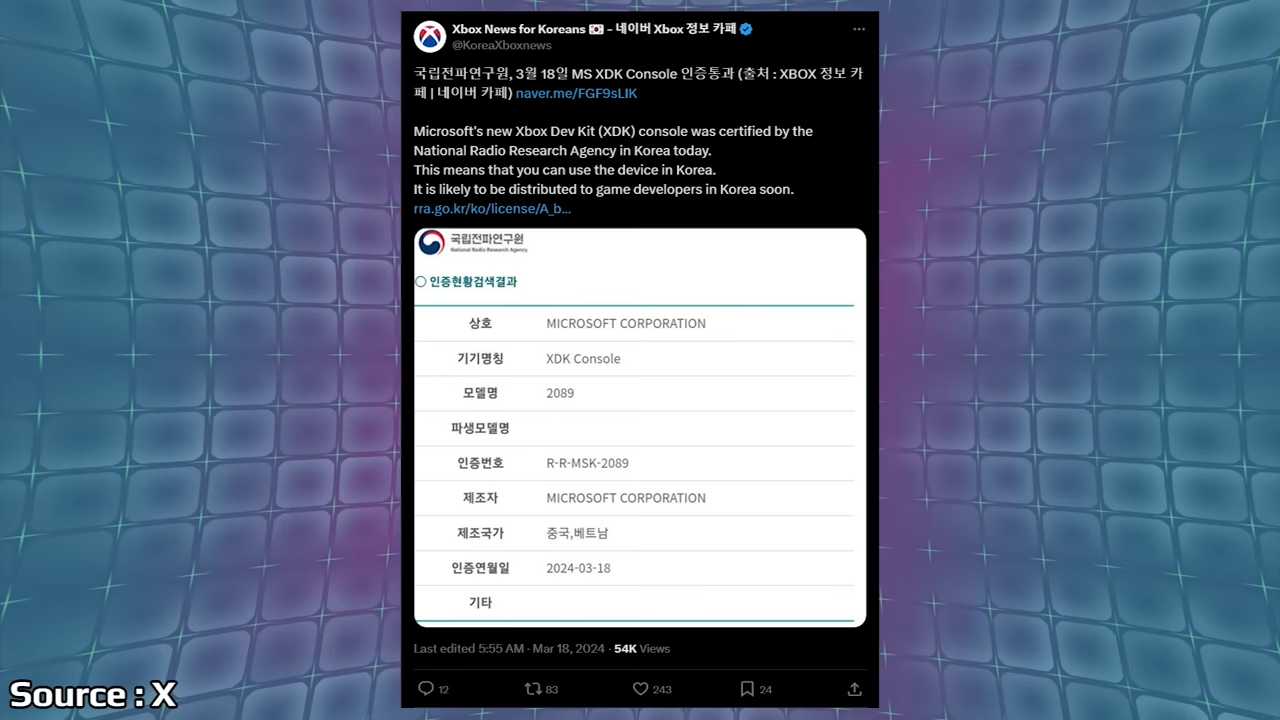 Xbox News for Koreans 🇰🇷 - 네이버 Xbox 정보 카페
@KoreaXboxnews
국립전파연구원, 3월 18일 MS XDK Console 인증통과 (출처 : XBOX 정보 카
페 | 네이버 카페) naver.me/FGF9sLIK
Microsoft's new Xbox Dev Kit (XDK) console was certified by the
National Radio Research Agency in Korea today.
This means that you can use the device in Korea.
It is likely to be distributed to game developers in Korea soon.
rra.go.kr/ko/license/A_b...
국립전파연구원
National Radio Research Agency
인증현황검색결과
상호 MICROSOFT CORPORATION
기기명칭 XDK Console
모델명 2089
파생모델명
인증번호 R-R-MSK-2089
제조자 MICROSOFT CORPORATION
제조국가 중국,베트남
인증연월일 2024-03-18
기타
Last edited 5:55 AM · Mar 18, 2024 · 54K Views
12 83 243 24
Source : X